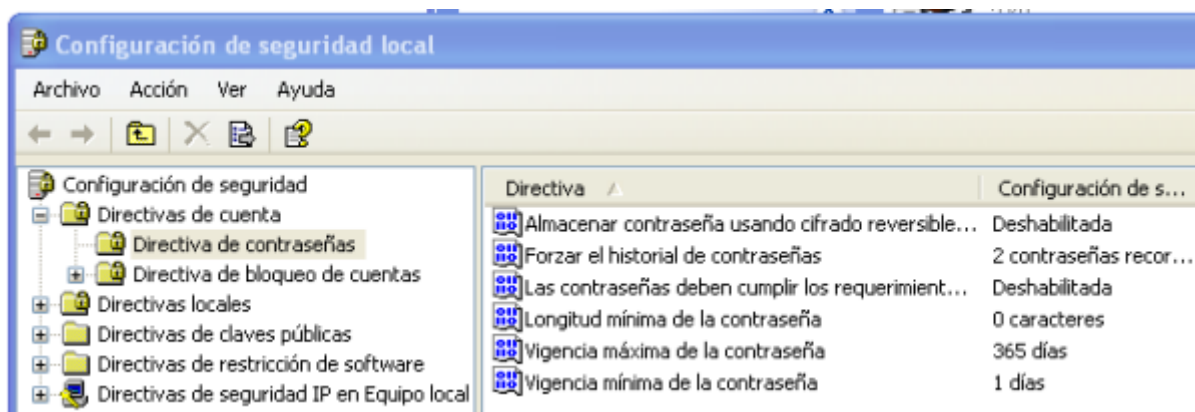 Configuración de seguridad local
Archivo Acción Ver Ayuda
Configuración de seguridad
Directivas de cuenta
Directiva de contraseñas
Directiva de bloqueo de cuentas
Directivas locales
Directivas de claves públicas
Directivas de restricción de software
Directivas de seguridad IP en Equipo local
Directiva Configuración de s...
Almacenar contraseña usando cifrado reversible... Deshabilitada
Forzar el historial de contraseñas 2 contraseñas recor...
Las contraseñas deben cumplir los requerimient... Deshabilitada
Longitud mínima de la contraseña 0 caracteres
Vigencia máxima de la contraseña 365 días
Vigencia mínima de la contraseña 1 días